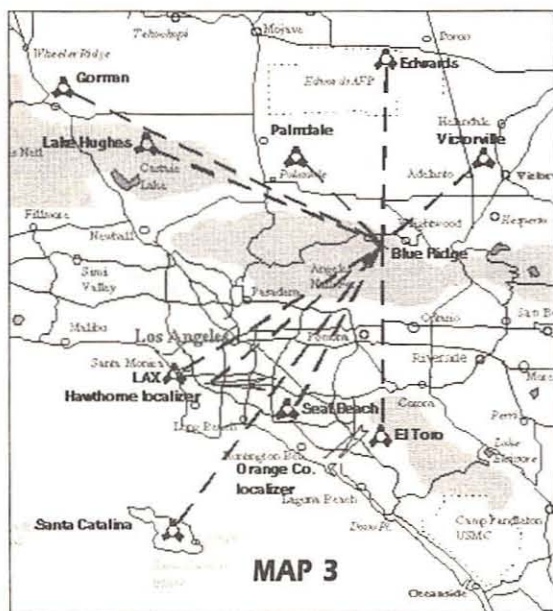 Tehachapi
Mojave
Boron
Wheeler Ridge
Gorman
Edwards
Edwards AFB
Lake Hughes
Palmdale
Palmdale
Victorville
Helendale
Adelanto
Castaic
Lake
Hesperia
Fillmore
Newhall
Wrightwood
Blue Ridge
Simi
Valley
Angeles
Pasadena
Malibu
Los Angeles
Pomona
Ontario
San B
Santa Monica
Riverside
LAX
Hawthorne localizer
Seal Beach
Corona
Long Beach
El Toro
Perris
Lake
Elsinore
Huntington
Orange Co.
localizer
Laguna Beach
Dana Pt.
Santa Catalina
Camp Pendleton
USMC
MAP 3
Oceanside